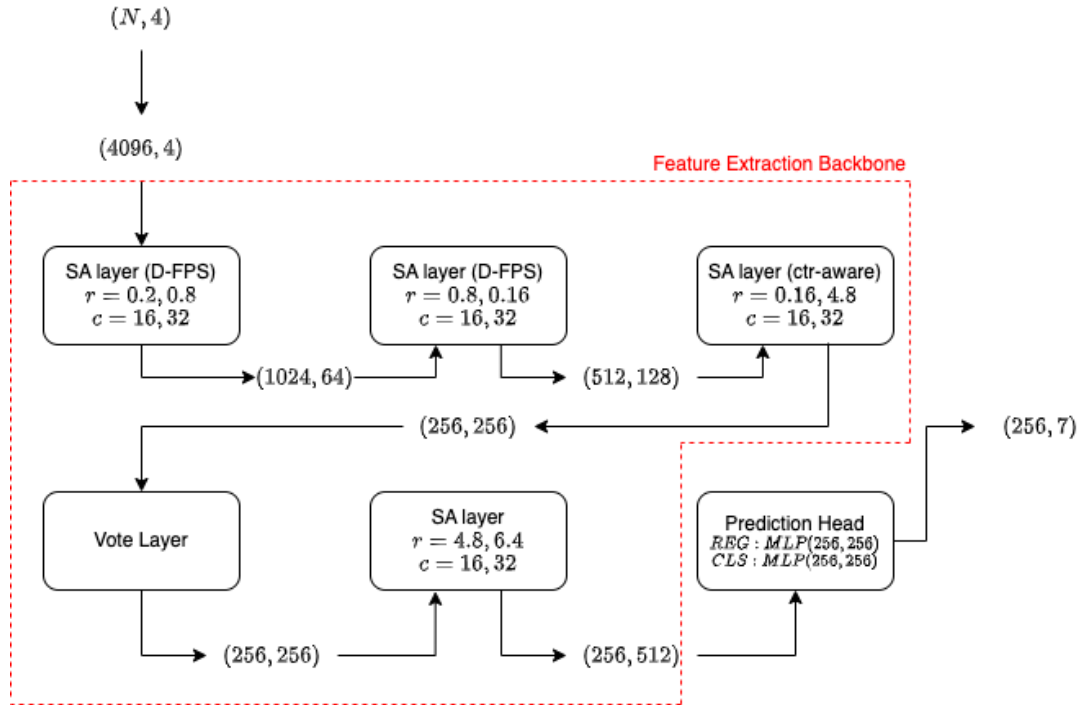 (N, 4)
(4096, 4)
Feature Extraction Backbone
SA layer (D-FPS)
r = 0.2, 0.8
c = 16, 32
SA layer (D-FPS)
r = 0.8, 0.16
c = 16, 32
SA layer (ctr-aware)
r = 0.16, 4.8
c = 16, 32
(1024, 64)
(512, 128)
(256, 256)
(256, 7)
Vote Layer
SA layer
r = 4.8, 6.4
c = 16, 32
Prediction Head
REG : MLP(256, 256)
CLS : MLP(256, 256)
(256, 256)
(256, 512)